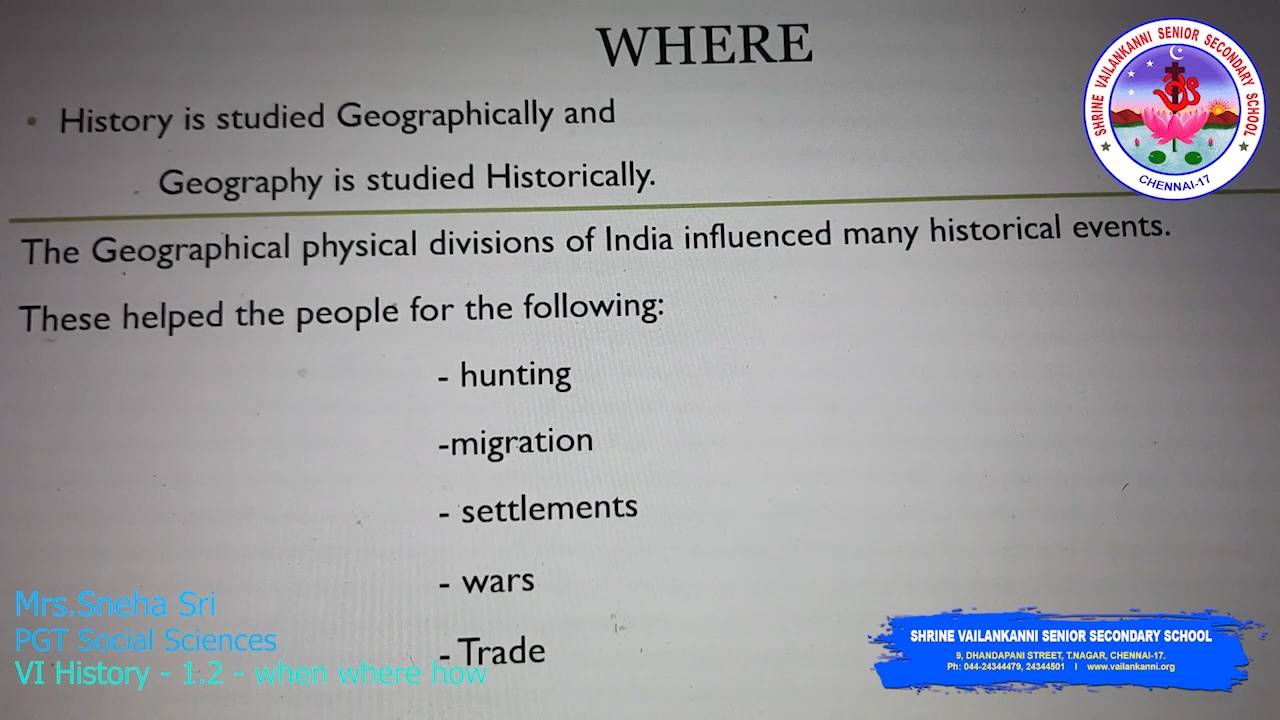 WHERE
• History is studied Geographically and
Geography is studied Historically.
The Geographical physical divisions of India influenced many historical events.
These helped the people for the following:
- hunting
-migration
- settlements
- wars
- Trade
Mrs.Sneha Sri
PGT Social Sciences
VI History - 1.2 - when where how
SHRINE VAILANKANNI SENIOR SECONDARY SCHOOL
CHENNAI-17
SHRINE VAILANKANNI SENIOR SECONDARY SCHOOL
9, DHANDAPANI STREET, T.NAGAR, CHENNAI-17.
Ph: 044-24344479, 24344501 I www.vailankanni.org